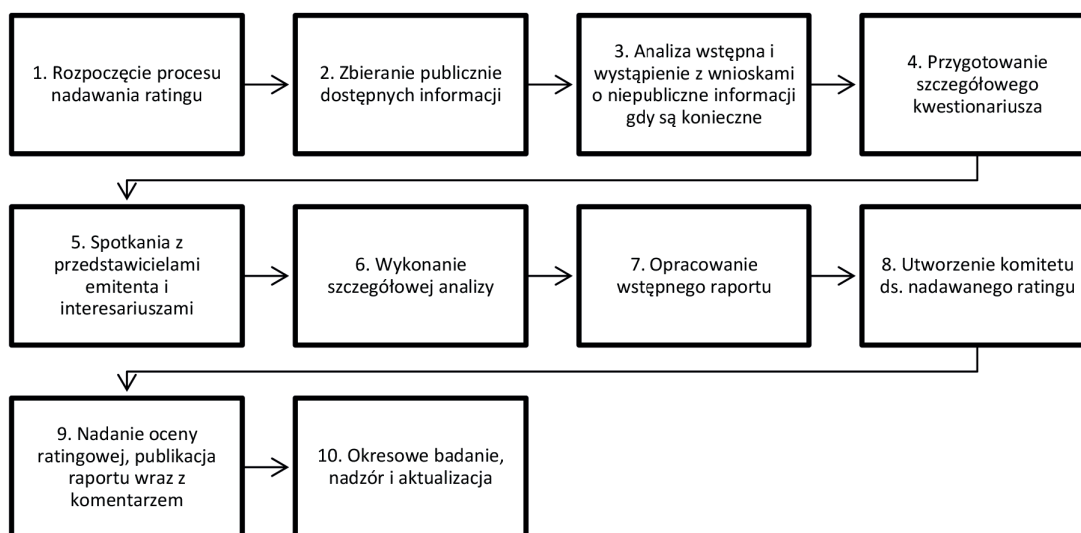 1. Rozpoczęcie procesu
nadawania ratingu
2. Zbieranie publicznie
dostępnych informacji
3. Analiza wstępna i
wystąpienie z wnioskami
o niepubliczne informacji
gdy są konieczne
4. Przygotowanie
szczegółowego
kwestionariusza
5. Spotkania z
przedstawicielami
emitenta i
interesariuszami
6. Wykonanie
szczegółowej analizy
7. Opracowanie
wstępnego raportu
8. Utworzenie komitetu
ds. nadawanego ratingu
9. Nadanie oceny
ratingowej, publikacja
raportu wraz z
komentarzem
10. Okresowe badanie,
nadzór i aktualizacja